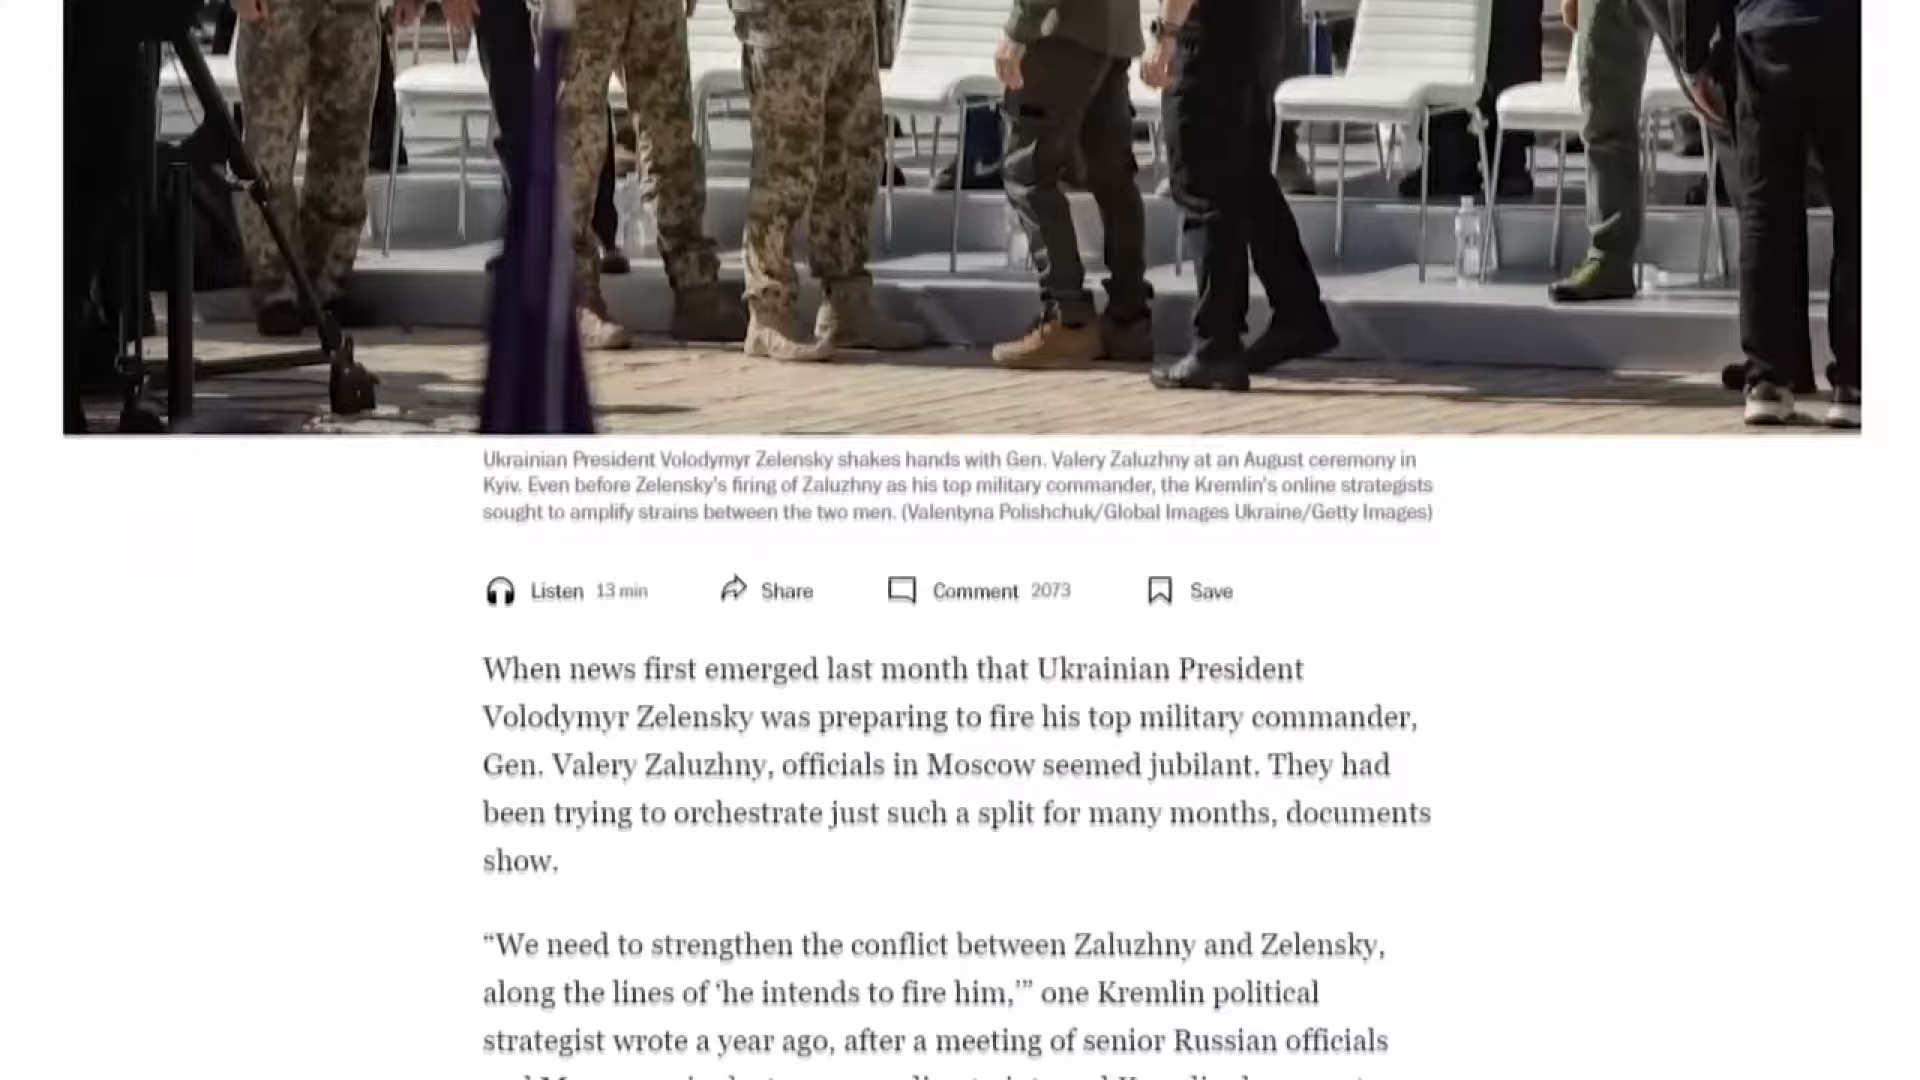 Ukrainian President Volodymyr Zelensky shakes hands with Gen. Valery Zaluzhny at an August ceremony in
Kyiv. Even before Zelensky's firing of Zaluzhny as his top military commander, the Kremlin's online strategists
sought to amplify strains between the two men. (Valentyna Polishchuk/Global Images Ukraine/Getty Images)
Listen 13 min Share Comment 2073 Save
When news first emerged last month that Ukrainian President
Volodymyr Zelensky was preparing to fire his top military commander,
Gen. Valery Zaluzhny, officials in Moscow seemed jubilant. They had
been trying to orchestrate just such a split for many months, documents
show.
“We need to strengthen the conflict between Zaluzhny and Zelensky,
along the lines of ‘he intends to fire him,’” one Kremlin political
strategist wrote a year ago, after a meeting of senior Russian officials